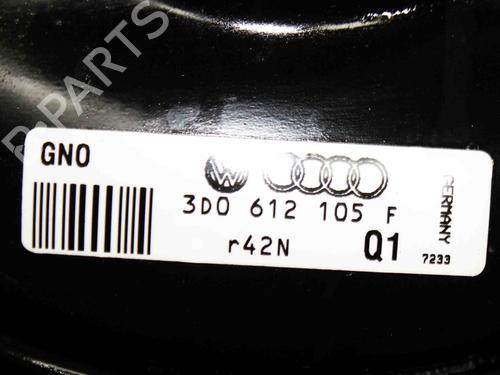 B-PARTS
GNO
3D0 612 105 F
r42N
Q1
GERMANY
7233